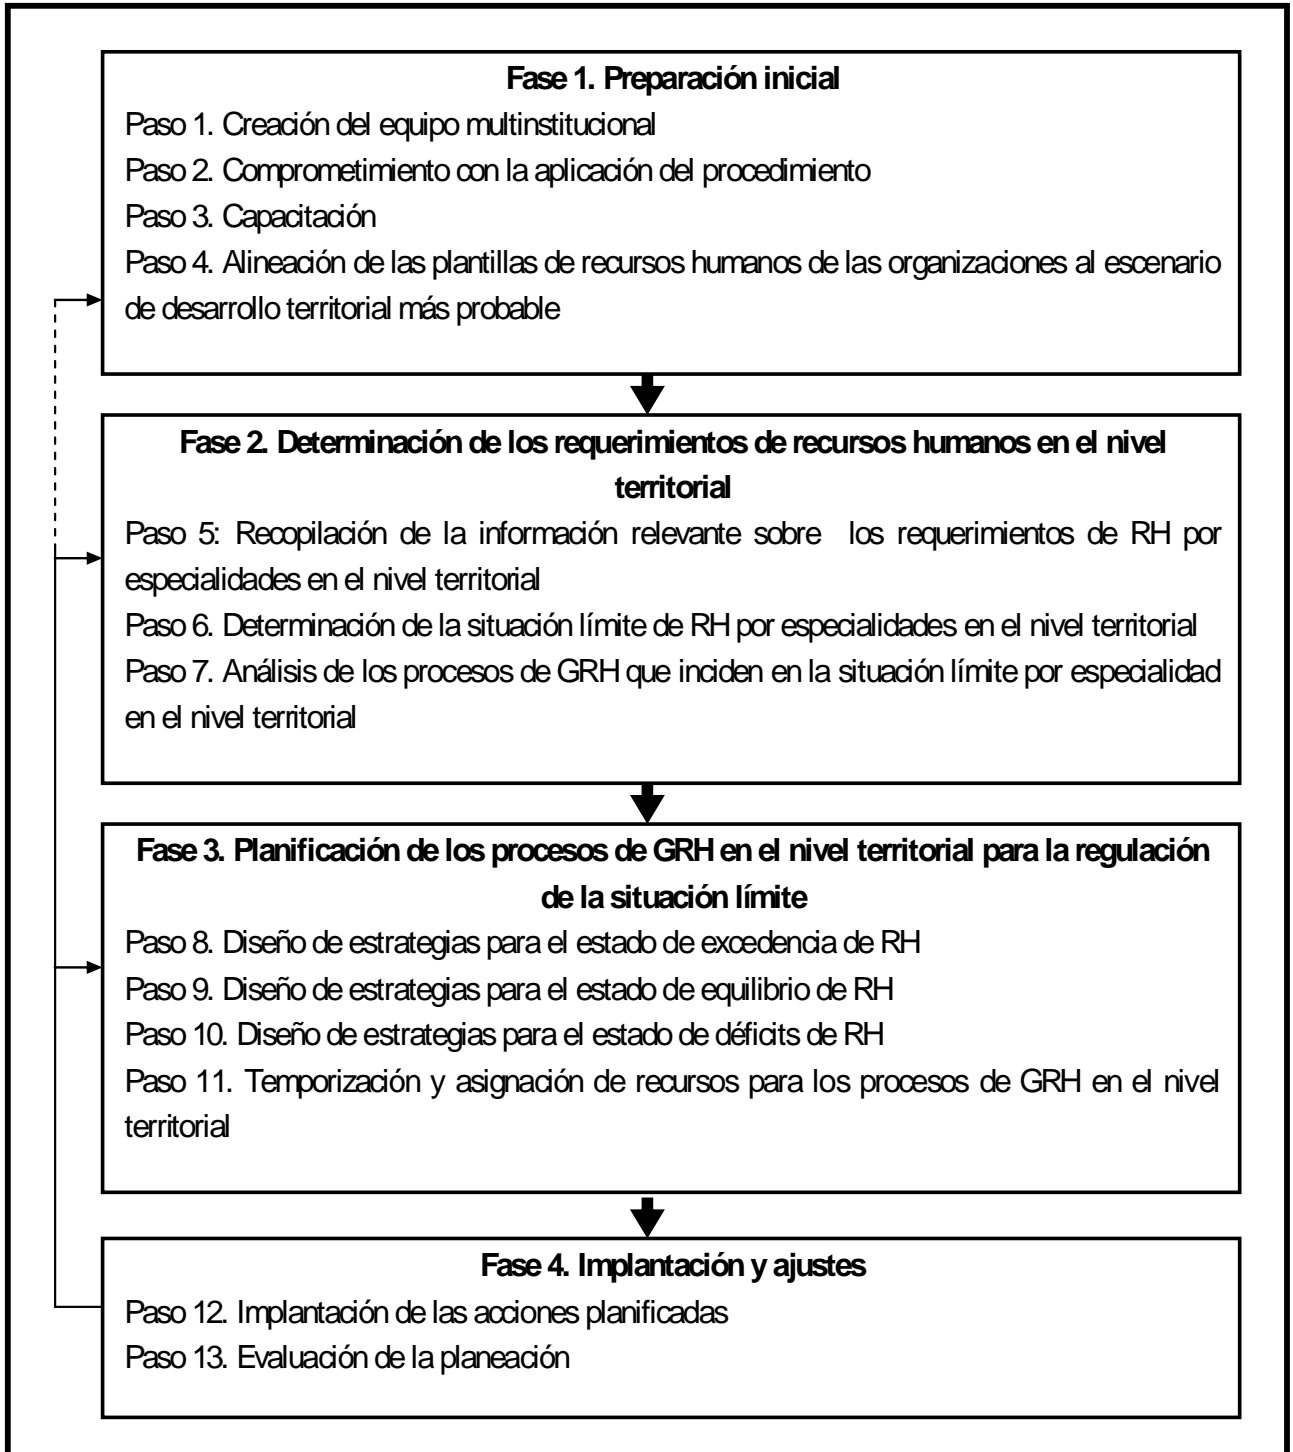 Fase 1. Preparación inicial
Paso 1. Creación del equipo multinstitucional
Paso 2. Comprometimiento con la aplicación del procedimiento
Paso 3. Capacitación
Paso 4. Alineación de las plantillas de recursos humanos de las organizaciones al escenario
de desarrollo territorial más probable
Fase 2. Determinación de los requerimientos de recursos humanos en el nivel
territorial
Paso 5: Recopilación de la información relevante sobre los requerimientos de RH por
especialidades en el nivel territorial
Paso 6. Determinación de la situación límite de RH por especialidades en el nivel territorial
Paso 7. Análisis de los procesos de GRH que inciden en la situación límite por especialidad
en el nivel territorial
Fase 3. Planificación de los procesos de GRH en el nivel territorial para la regulación
de la situación límite
Paso 8. Diseño de estrategias para el estado de excedencia de RH
Paso 9. Diseño de estrategias para el estado de equilibrio de RH
Paso 10. Diseño de estrategias para el estado de déficits de RH
Paso 11. Temporización y asignación de recursos para los procesos de GRH en el nivel
territorial
Fase 4. Implantación y ajustes
Paso 12. Implantación de las acciones planificadas
Paso 13. Evaluación de la planeación